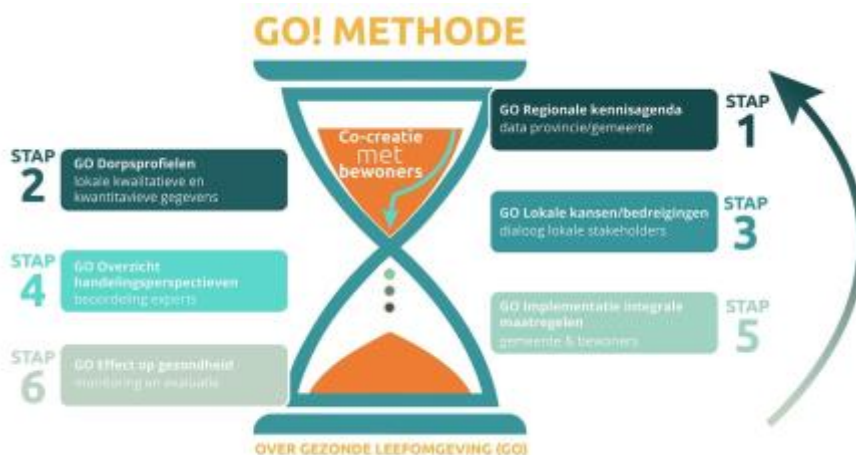 GO! METHODE
STAP
1
GO Regionale kennisagenda
data provincie/gemeente
Co-creatie
met
bewoners
STAP
2
GO Dorpsprofielen
lokale kwalitatieve en
kwantitavieve gegevens
STAP
3
GO Lokale kansen/bedreigingen
dialoog lokale stakeholders
STAP
4
GO Overzicht
handelingsperspectieven
beoordeling experts
STAP
5
GO Implementatie integrale
maatregelen
gemeente & bewoners
STAP
6
GO Effect op gezondheid
monitoring en evaluatie
OVER GEZONDE LEEFOMGEVING (GO)